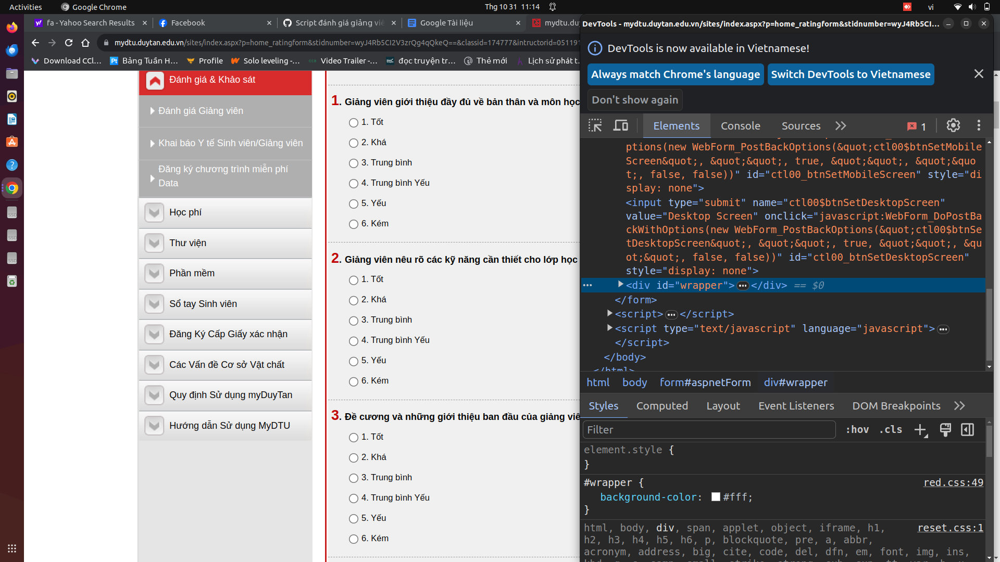 Activities
Google Chrome
Thg 10 31 11:14
vi
fa - Yahoo Search Results
Facebook
Script đánh giá giảng viê
Google Tài liệu
mydtu.du
DevTools - mydtu.duytan.edu.vn/sites/index.aspx?p=home_ratingform&stidnumber=wyJ4Rb5CI...
mydtu.duytan.edu.vn/sites/index.aspx?p=home_ratingform&stidnumber=wyJ4Rb5CI2V3zrQg4qQkeQ==&classid=174777&intructorid=051191
Download CCl...
Bảng Tuần H...
Profile
Solo leveling -...
Video Trailer -...
đọc truyện tr...
Thẻ mới
Lịch sử phát t.
DevTools is now available in Vietnamese!
Always match Chrome's language
Switch DevTools to Vietnamese
Don't show again
Đánh giá & Khảo sát
Đánh giá Giảng viên
Khai báo Y tế Sinh viên/Giảng viên
Đăng ký chương trình miễn phí
Data
Học phí
Thư viện
Phần mềm
Sổ tay Sinh viên
Đăng Ký Cấp Giấy xác nhận
Các Vấn đề Cơ sở Vật chất
Quy định Sử dụng myDuyTan
Hướng dẫn Sử dụng MyDTU
1. Giảng viên giới thiệu đầy đủ về bản thân và môn học
1. Tốt
2. Khá
3. Trung bình
4. Trung bình Yếu
5. Yếu
6. Kém
2. Giảng viên nêu rõ các kỹ năng cần thiết cho lớp học
1. Tốt
2. Khá
3. Trung bình
4. Trung bình Yếu
5. Yếu
6. Kém
3. Đề cương và những giới thiệu ban đầu của giảng viê
1. Tốt
2. Khá
3. Trung bình
4. Trung bình Yếu
5. Yếu
6. Kém
Elements
Console
Sources
1
ptions(new WebForm_PostBackOptions(&quot;ctl00$btnSetMobile
Screen&quot;, &quot;&quot;, true, &quot;&quot;, &quot;&quo
t;, false, false))" id="ctl00_btnSetMobileScreen" style="di
splay: none">
<input type="submit" name="ctl00$btnSetDesktopScreen"
value="Desktop Screen" onclick="javascript:WebForm_DoPostBa
ckWithOptions(new WebForm_PostBackOptions(&quot;ctl00$btnSe
tDesktopScreen&quot;, &quot;&quot;, true, &quot;&quot;, &qu
ot;&quot;, false, false))" id="ctl00_btnSetDesktopScreen"
style="display: none">
<div id="wrapper">…</div> == $0
</form>
<script>…</script>
<script type="text/javascript" language="javascript">…
</script>
</body>
</html>
html
body
form#aspnetForm
div#wrapper
Styles
Computed
Layout
Event Listeners
DOM Breakpoints
Filter
:hov
.cls
element.style {
}
#wrapper {
red.css:49
background-color: #fff;
}
html, body, div, span, applet, object, iframe, h1,
reset.css:1
h2, h3, h4, h5, h6, p, blockquote, pre, a, abbr,
acronym, address, big, cite, code, del, dfn, em, font, img, ins,